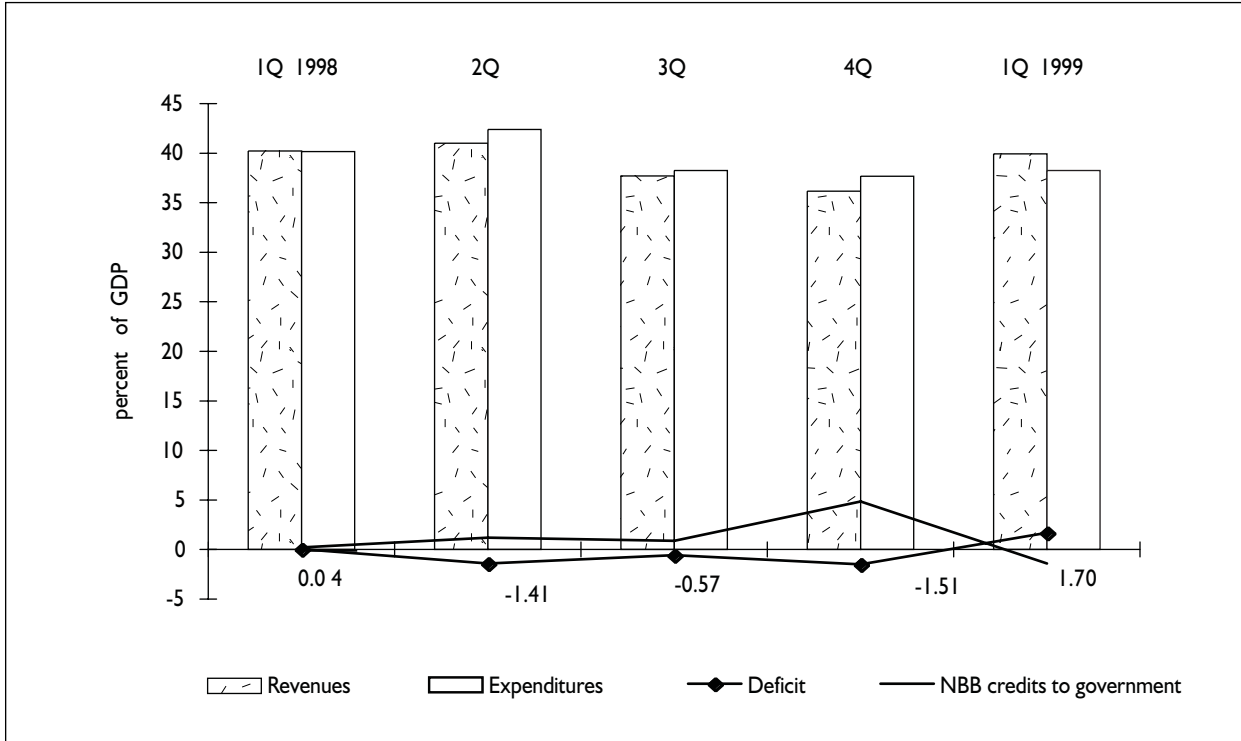 1Q 1998 2Q 3Q 4Q 1Q 1999
percent of GDP
45
40
35
30
25
20
15
10
5
0
-5
0.0 4 -1.41 -0.57 -1.51 1.70
Revenues Expenditures Deficit NBB credits to government